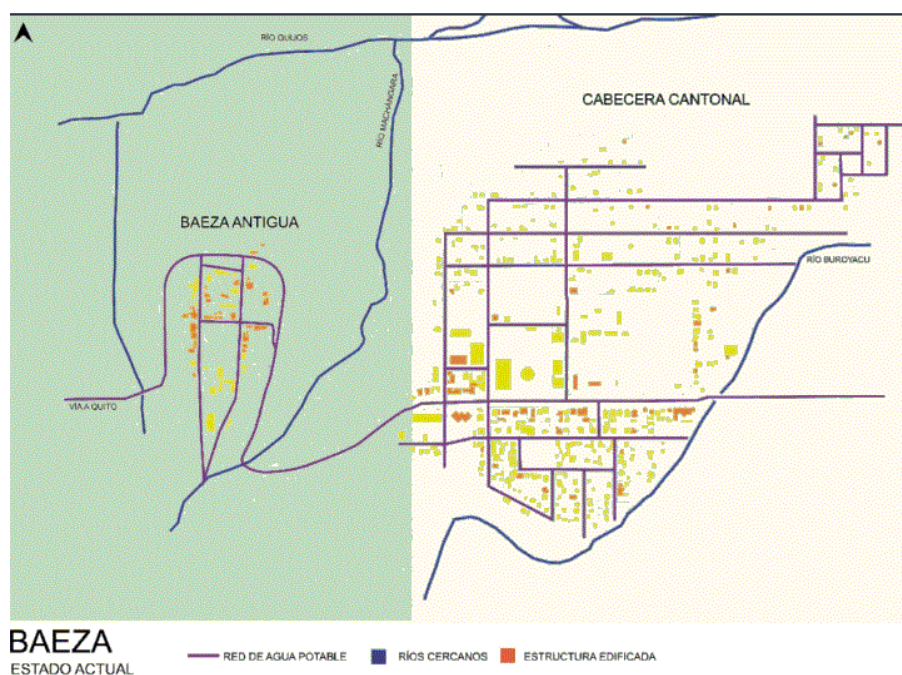 RÍO QUIJOS
RÍO MACHÁNGARA
CABECERA CANTONAL
BAEZA ANTIGUA
RÍO BUROYACU
VÍA A QUITO
BAEZA
ESTADO ACTUAL
RED DE AGUA POTABLE
RÍOS CERCANOS
ESTRUCTURA EDIFICADA